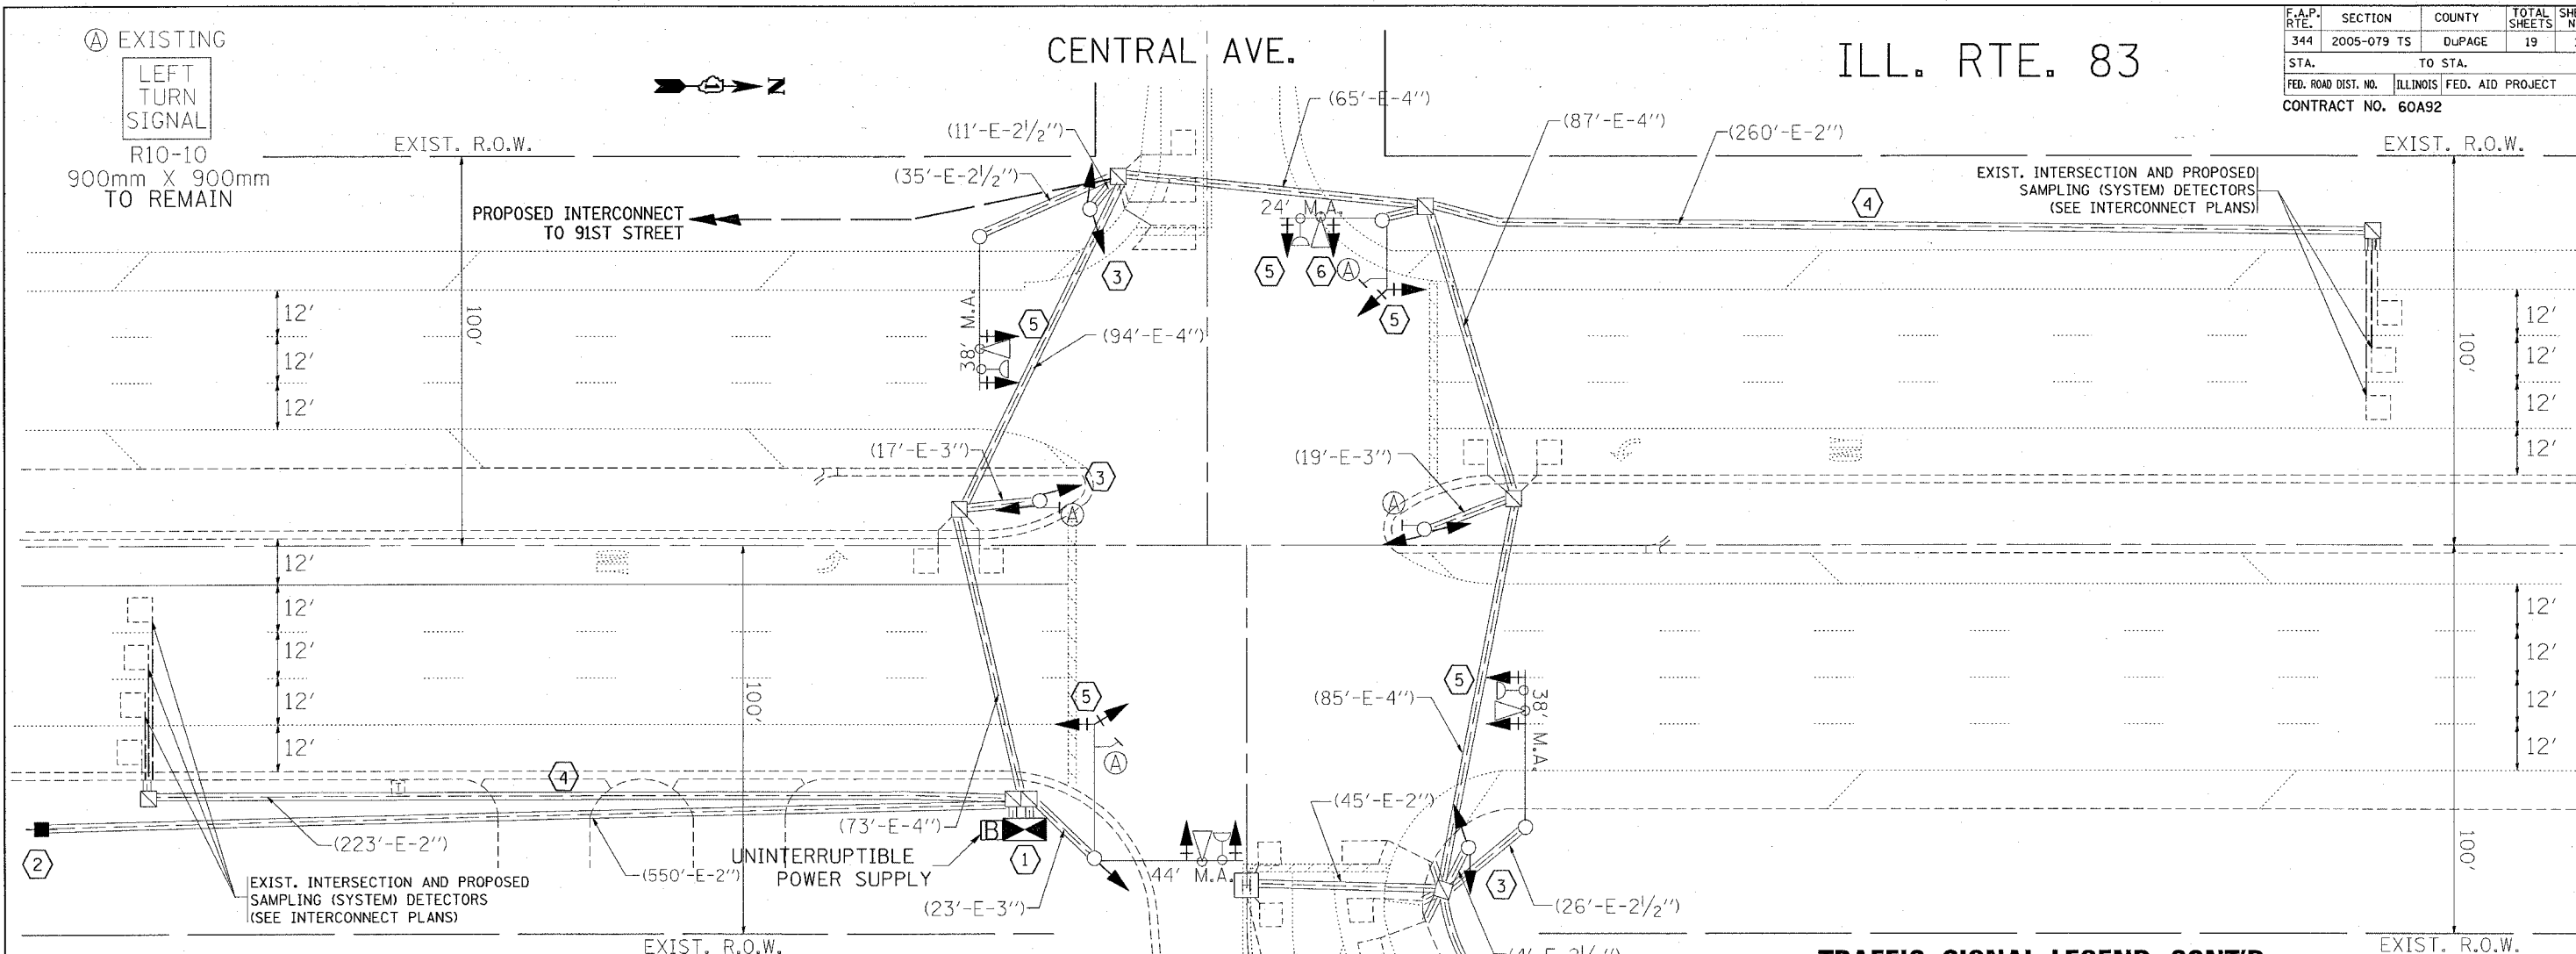 Ⓐ EXISTING
LEFT
TURN
SIGNAL
R10-10
900mm X 900mm
TO REMAIN
N
CENTRAL AVE.
ILL. RTE. 83
F.A.P. RTE. SECTION COUNTY TOTAL SHEETS
344 2005-079 TS DuPAGE 19
STA. TO STA.
FED. ROAD DIST. NO. ILLINOIS FED. AID PROJECT
CONTRACT NO. 60A92
EXIST. R.O.W.
EXIST. R.O.W.
(11'-E-2½")
(35'-E-2½")
(65'-E-4")
(87'-E-4")
(260'-E-2")
4
EXIST. INTERSECTION AND PROPOSED
SAMPLING (SYSTEM) DETECTORS
(SEE INTERCONNECT PLANS)
PROPOSED INTERCONNECT
TO 91ST STREET
24' M.A.
3
5
6
A
5
12'
12'
12'
100'
38' M.A.
5
(94'-E-4")
12'
12'
12'
12'
100'
(17'-E-3")
3
A
(19'-E-3")
A
12'
12'
12'
12'
12'
100'
5
A
(85'-E-4")
5
38' M.A.
12'
12'
12'
12'
100'
4
(223'-E-2")
(550'-E-2")
(73'-E-4")
2
B
1
UNINTERRUPTIBLE
POWER SUPPLY
(23'-E-3")
44' M.A.
(45'-E-2")
3
(26'-E-2½")
EXIST. INTERSECTION AND PROPOSED
SAMPLING (SYSTEM) DETECTORS
(SEE INTERCONNECT PLANS)
EXIST. R.O.W.
TRAFFIC SIGNAL LEGEND CONT'D
EXIST. R.O.W.